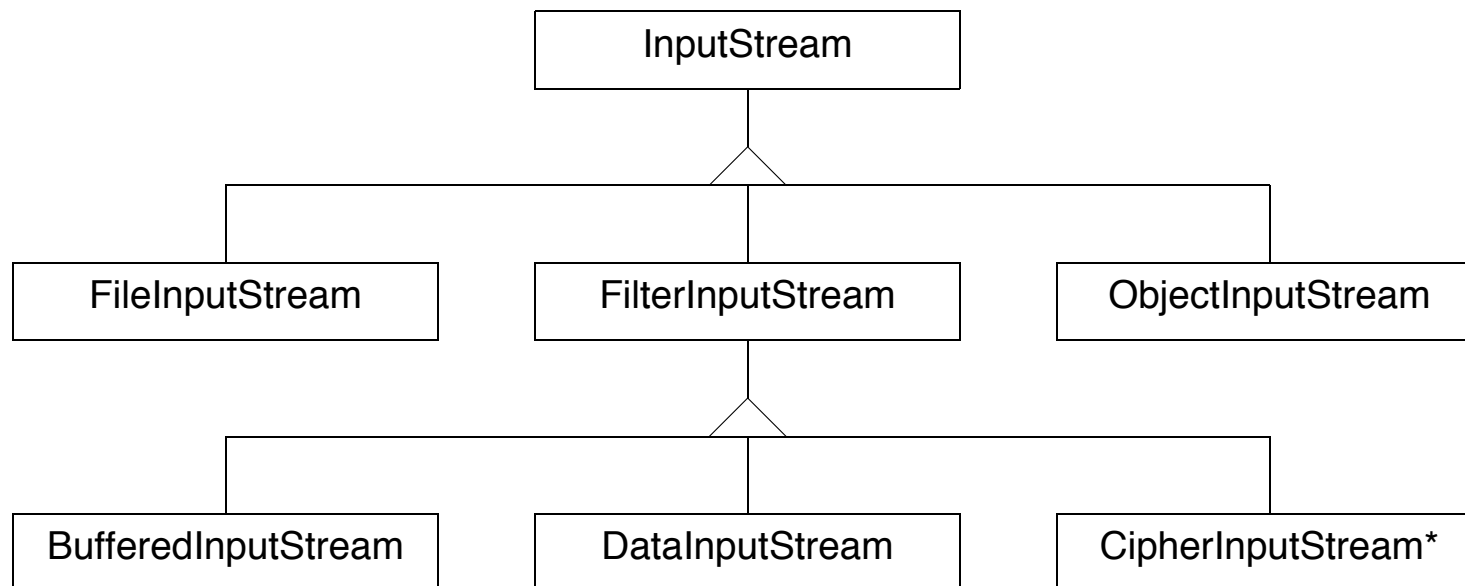 InputStream
FileInputStream
FilterInputStream
ObjectInputStream
BufferedInputStream
DataInputStream
CipherInputStream*